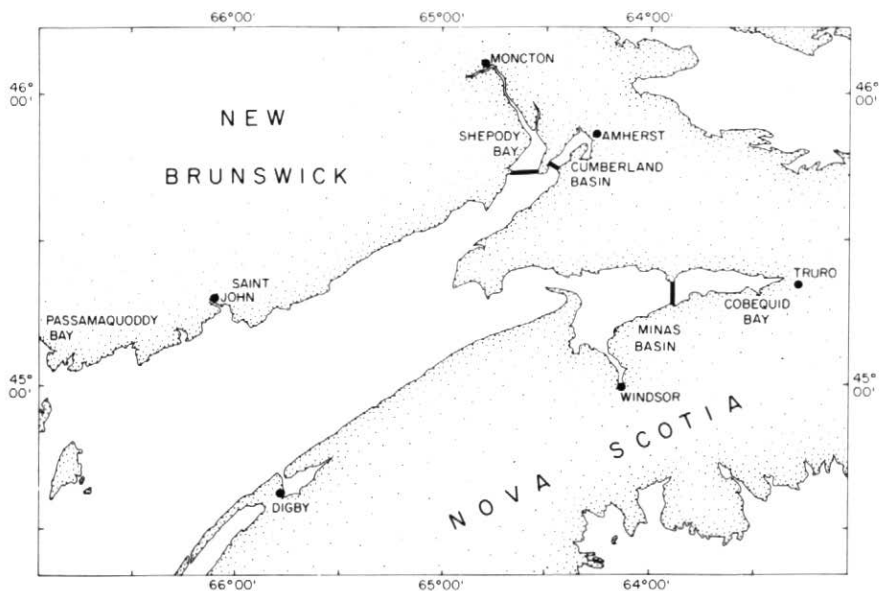 66°00'
65°00'
64°00'
46°
00'
46°
00'
MONCTON
NEW
BRUNSWICK
SHEPODY
BAY
AMHERST
CUMBERLAND
BASIN
SAINT
JOHN
TRURO
COBEQUID
BAY
PASSAMAQUODDY
BAY
MINAS
BASIN
45°
00'
45°
00'
WINDSOR
NOVA SCOTIA
DIGBY
66°00'
65°00'
64°00'